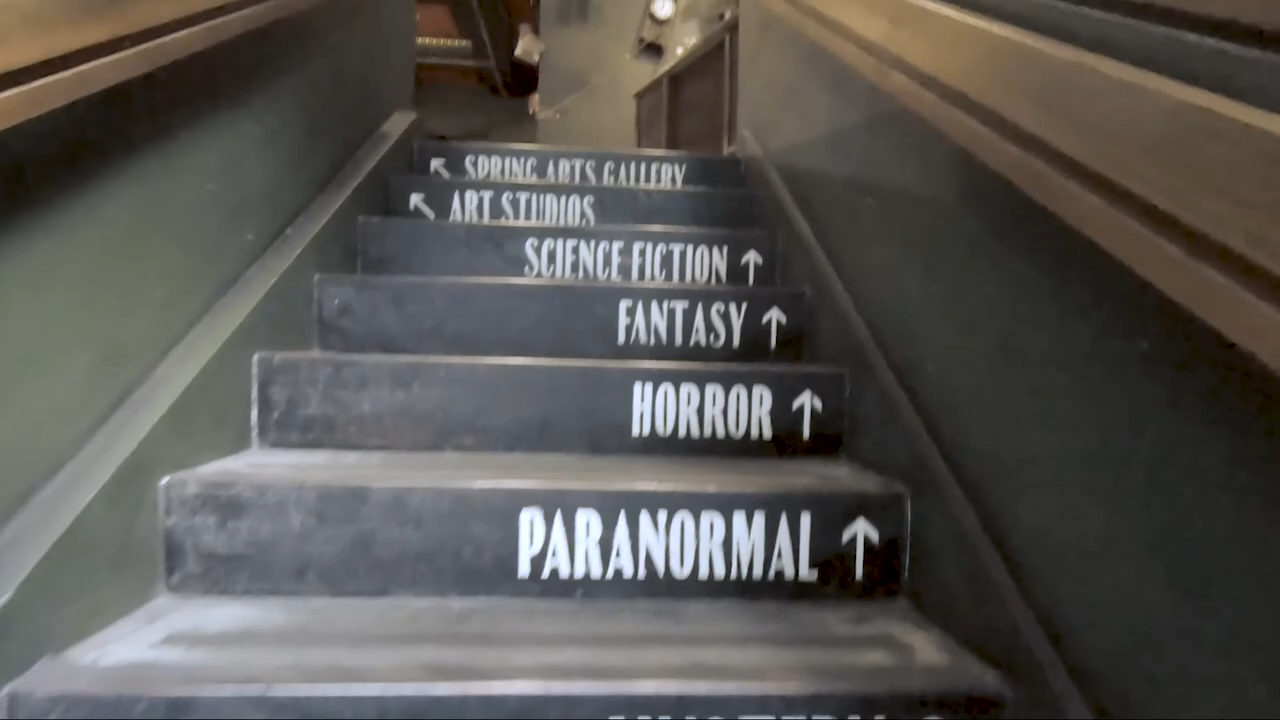 ↖ SPRING ARTS GALLERY
↖ ART STUDIOS
SCIENCE FICTION ↑
FANTASY ↑
HORROR ↑
PARANORMAL ↑